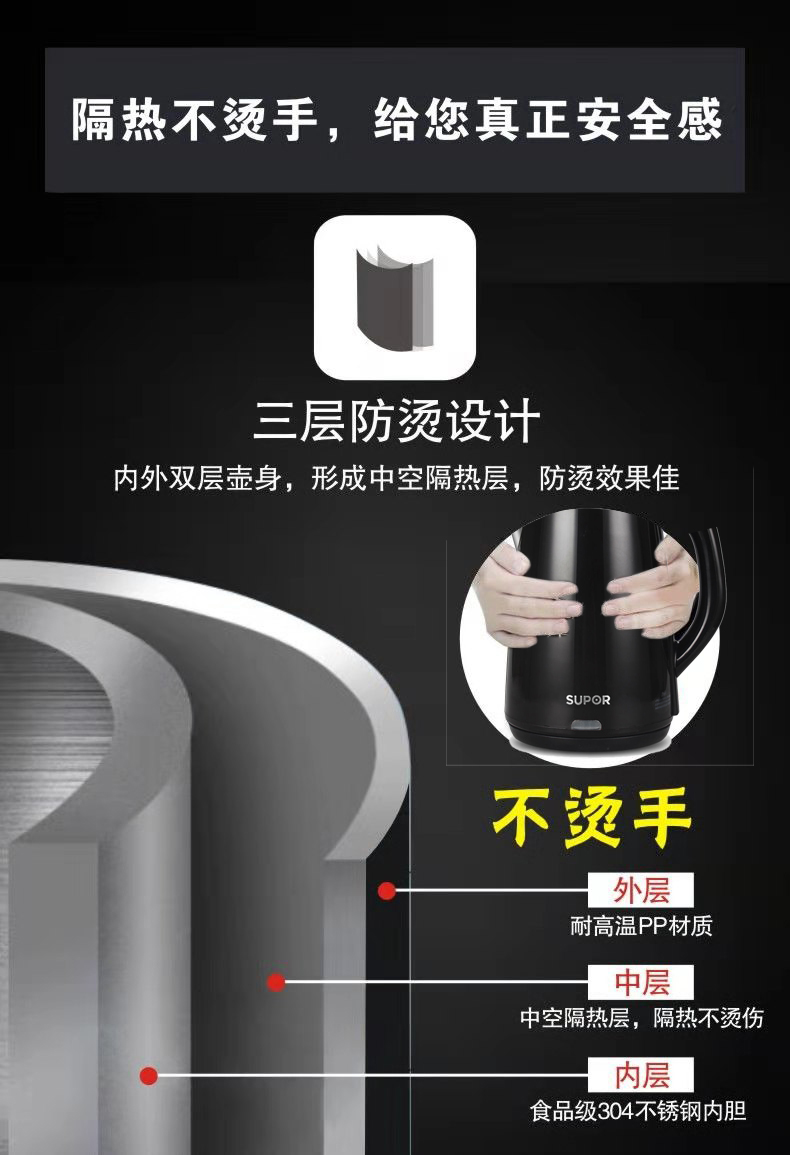 隔热不烫手，给您真正安全感
三层防烫设计
内外双层壶身，形成中空隔热层，防烫效果佳
SUPOR
不烫手
外层
耐高温PP材质
中层
中空隔热层，隔热不烫伤
内层
食品级304不锈钢内胆